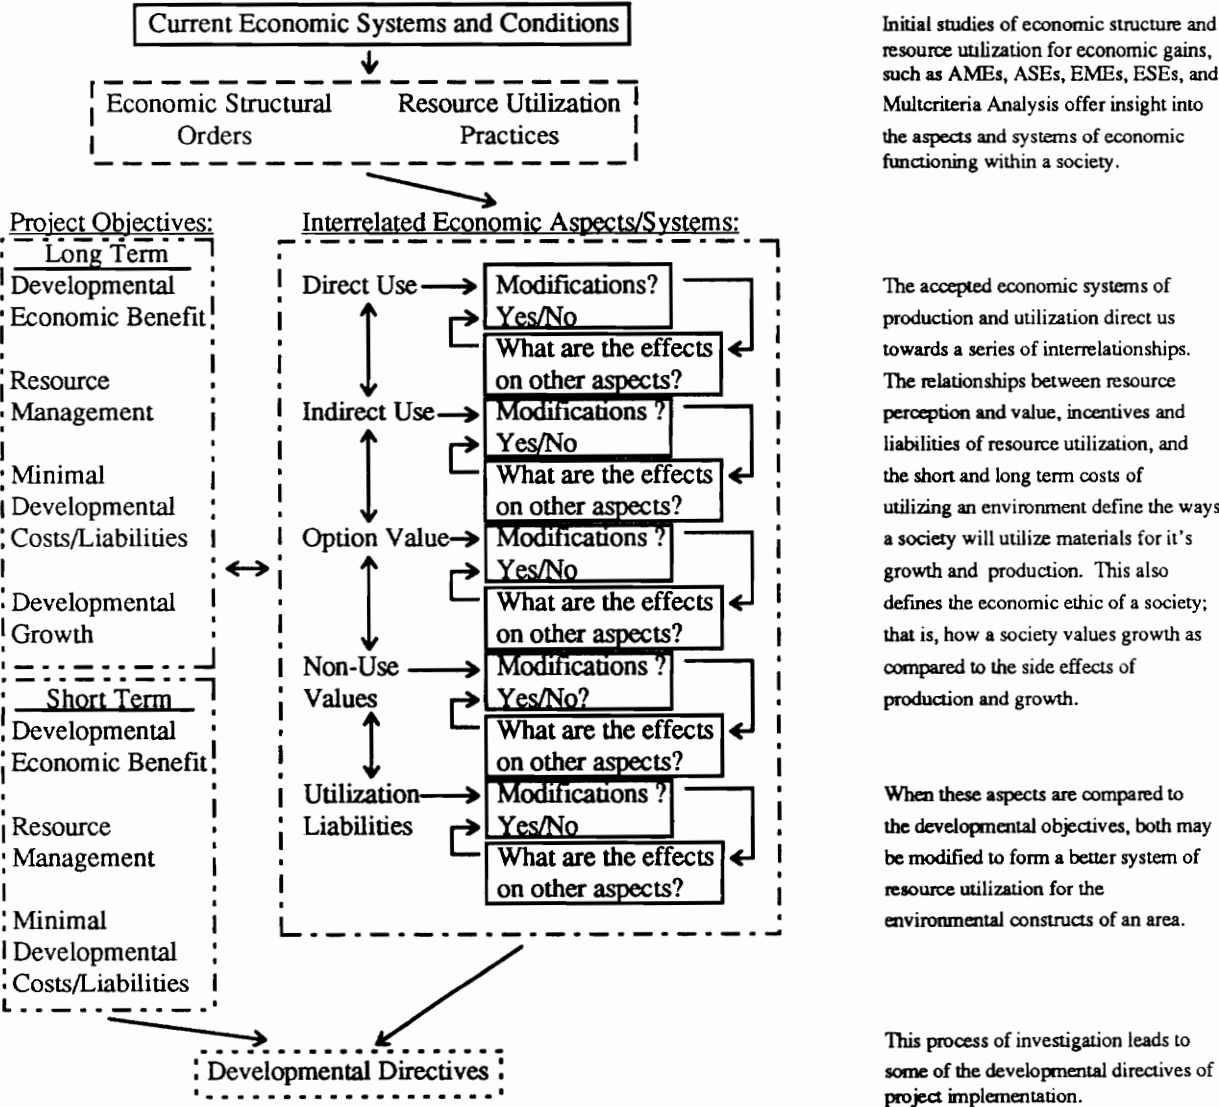 Current Economic Systems and Conditions
Economic Structural
Orders
Resource Utilization
Practices
Project Objectives:
Long Term
Developmental
Economic Benefit
Resource
Management
Minimal
Developmental
Costs/Liabilities
Developmental
Growth
Short Term
Developmental
Economic Benefit
Resource
Management
Minimal
Developmental
Costs/Liabilities
Interrelated Economic Aspects/Systems:
Direct Use
Modifications?
Yes/No
What are the effects
on other aspects?
Indirect Use
Modifications ?
Yes/No
What are the effects
on other aspects?
Option Value
Modifications ?
Yes/No
What are the effects
on other aspects?
Non-Use
Values
Modifications ?
Yes/No?
What are the effects
on other aspects?
Utilization
Liabilities
Modifications ?
Yes/No
What are the effects
on other aspects?
Developmental Directives
Initial studies of economic structure and
resource utilization for economic gains,
such as AMEs, ASEs, EMEs, ESEs, and
Multcriteria Analysis offer insight into
the aspects and systems of economic
functioning within a society.
The accepted economic systems of
production and utilization direct us
towards a series of interrelationships.
The relationships between resource
perception and value, incentives and
liabilities of resource utilization, and
the short and long term costs of
utilizing an environment define the ways
a society will utilize materials for it's
growth and production. This also
defines the economic ethic of a society;
that is, how a society values growth as
compared to the side effects of
production and growth.
When these aspects are compared to
the developmental objectives, both may
be modified to form a better system of
resource utilization for the
environmental constructs of an area.
This process of investigation leads to
some of the developmental directives of
project implementation.